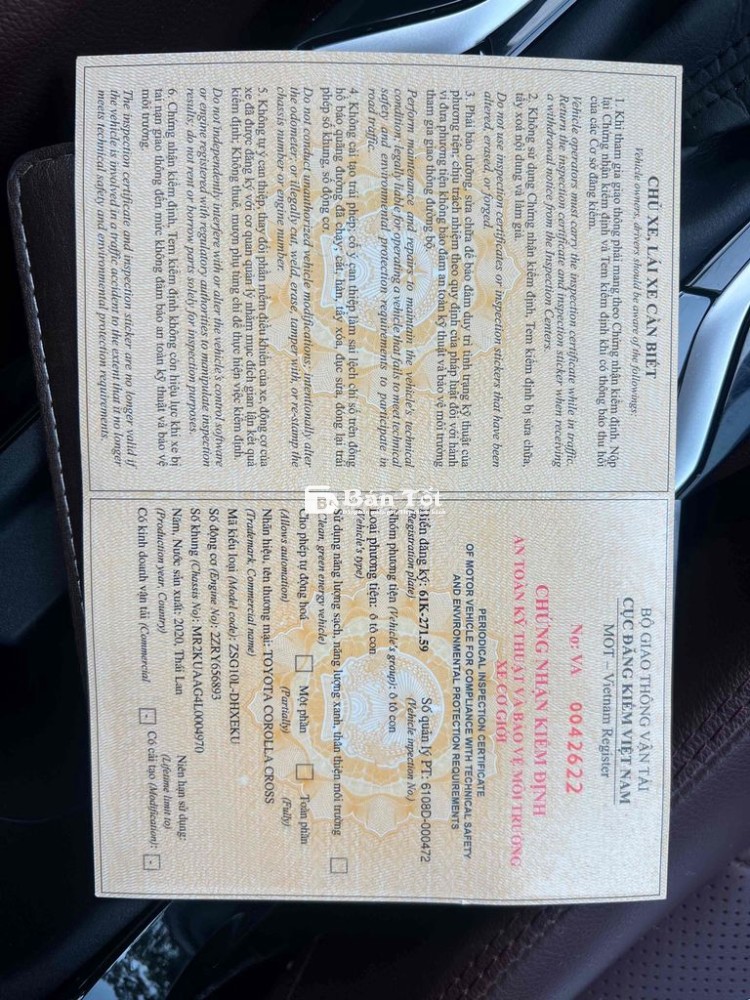 CHỦ XE, LÁI XE CẦN BIẾT
Vehicle owners, drivers should be aware of the followings:
1. Khi tham gia giao thông phải mang theo Chứng nhận kiểm định. Nộp
lại Chứng nhận kiểm định và Tem kiểm định khi có thông báo thu hồi
của các Cơ sở đăng kiểm.
Vehicle operators must carry the inspection certificate while in traffic.
Return the inspection certificate and inspection sticker when receiving
a withdrawal notice from the Inspection Centers.
2. Không sử dụng Chứng nhận kiểm định, Tem kiểm định bị sửa chữa,
tẩy xoá nội dung và làm giả.
Do not use inspection certificates or inspection stickers that have been
altered, erased, or forged.
3. Phải bảo dưỡng, sửa chữa để bảo đảm duy trì tình trạng kỹ thuật của
phương tiện; chịu trách nhiệm theo quy định của pháp luật đối với hành
vi đưa phương tiện không bảo đảm an toàn kỹ thuật và bảo vệ môi trường
tham gia giao thông đường bộ.
Perform maintenance and repairs to maintain the vehicle's technical
condition, legally liable for operating a vehicle that fails to meet technical
safety and environmental protection requirements to participate in
road traffic.
4. Không cải tạo trái phép; cố ý can thiệp làm sai lệch chỉ số trên đồng
hồ báo quãng đường đã chạy; cắt, hàn, tẩy xóa, đục sửa, đóng lại trái
phép số khung, số động cơ.
Do not conduct unauthorized vehicle modifications; intentionally alter
the odometer; or illegally cut, weld, erase, tamper with, or re-stamp the
chassis number or engine number.
5. Không tự ý can thiệp, thay đổi phần mềm điều khiển của xe, động cơ của
xe đã được đăng ký với cơ quan quản lý nhằm mục đích gian lận kết quả
kiểm định; Không thuê, mượn phụ tùng chỉ để thực hiện việc kiểm định
Do not independently interfere with or alter the vehicle's control software
or engine registered with regulatory authorities to manipulate inspection
results; do not rent or borrow parts solely for inspection purposes.
6. Chứng nhận kiểm định, Tem kiểm định không còn hiệu lực khi xe bị
tai nạn giao thông đến mức không đảm bảo an toàn kỹ thuật và bảo vệ
môi trường.
The inspection certificate and inspection sticker are no longer valid if
the vehicle is involved in a traffic accident to the extent that it no longer
meets technical safety and environmental protection requirements.
BỘ GIAO THÔNG VẬN TẢI
CỤC ĐĂNG KIỂM VIỆT NAM
MOT – Vietnam Register
No: VA 0042622
CHỨNG NHẬN KIỂM ĐỊNH
AN TOÀN KỸ THUẬT VÀ BẢO VỆ MÔI TRƯỜNG
XE CƠ GIỚI
PERIODICAL INSPECTION CERTIFICATE
OF MOTOR VEHICLE FOR COMPLIANCE WITH TECHNICAL SAFETY
AND ENVIRONMENTAL PROTECTION REQUIREMENTS
Biển đăng ký: 61K-271.59 Số quản lý PT: 6108D-000472
(Registration plate) (Vehicle inpection No.)
Nhóm phương tiện (Vehicle's group): ô tô con
Loại phương tiện: ô tô con
(Vehicle's type)
Sử dụng năng lượng sạch, năng lượng xanh, thân thiện môi trường
(Clean, green energy vehicle)
Cho phép tự động hoá Một phần Toàn phần
(Allows automation) (Partially) (Fully)
Nhãn hiệu, tên thương mại: TOYOTA COROLLA CROSS
(Trademark, Commercial name)
Mã kiểu loại (Model code): ZSG10L-DHXEKU
Số động cơ (Engine No): 2ZRY656893
Số khung (Chassis No): MR2KUAAG4L0004970
Năm, Nước sản xuất: 2020, Thái Lan Niên hạn sử dụng:
(Production year, Country) (Lifetime limit to)
Có kinh doanh vận tải (Commercial Có cải tạo (Modification):
Bán Tốt